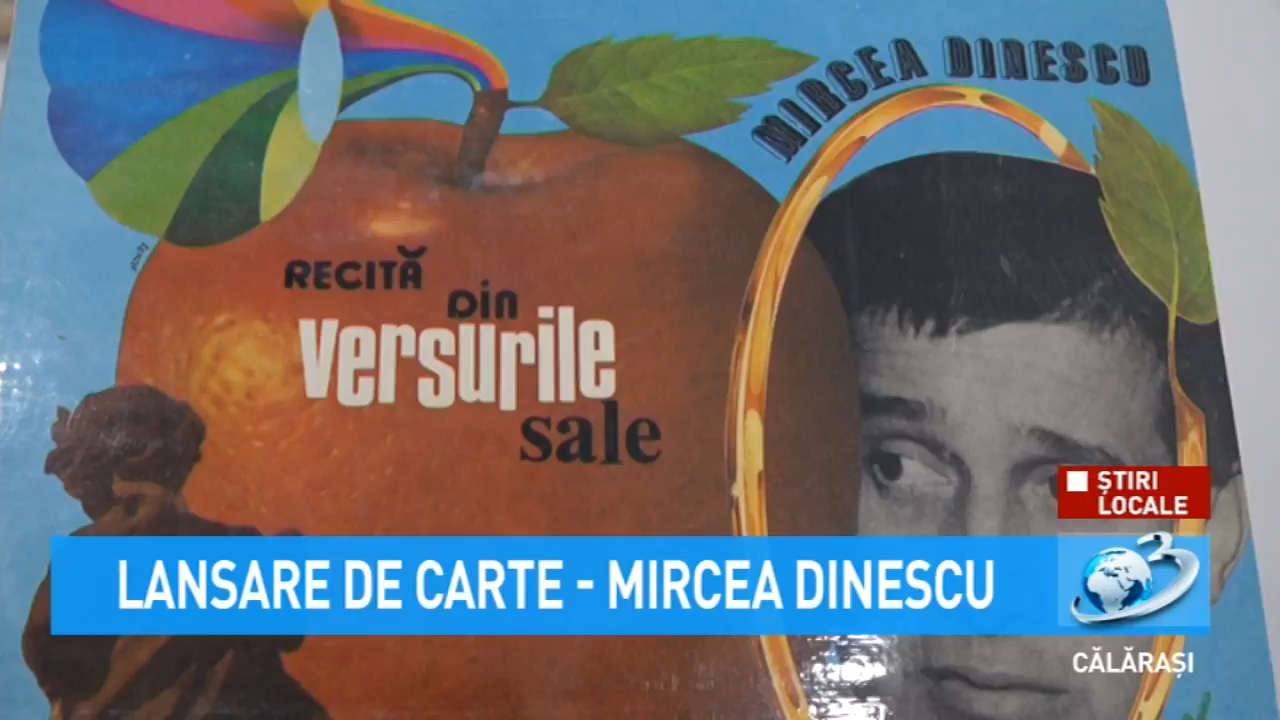 MIRCEA DINESCU
RECITĂ
Din
versurile
sale
ȘTIRI
LOCALE
LANSARE DE CARTE - MIRCEA DINESCU
3
CĂLĂRAȘI